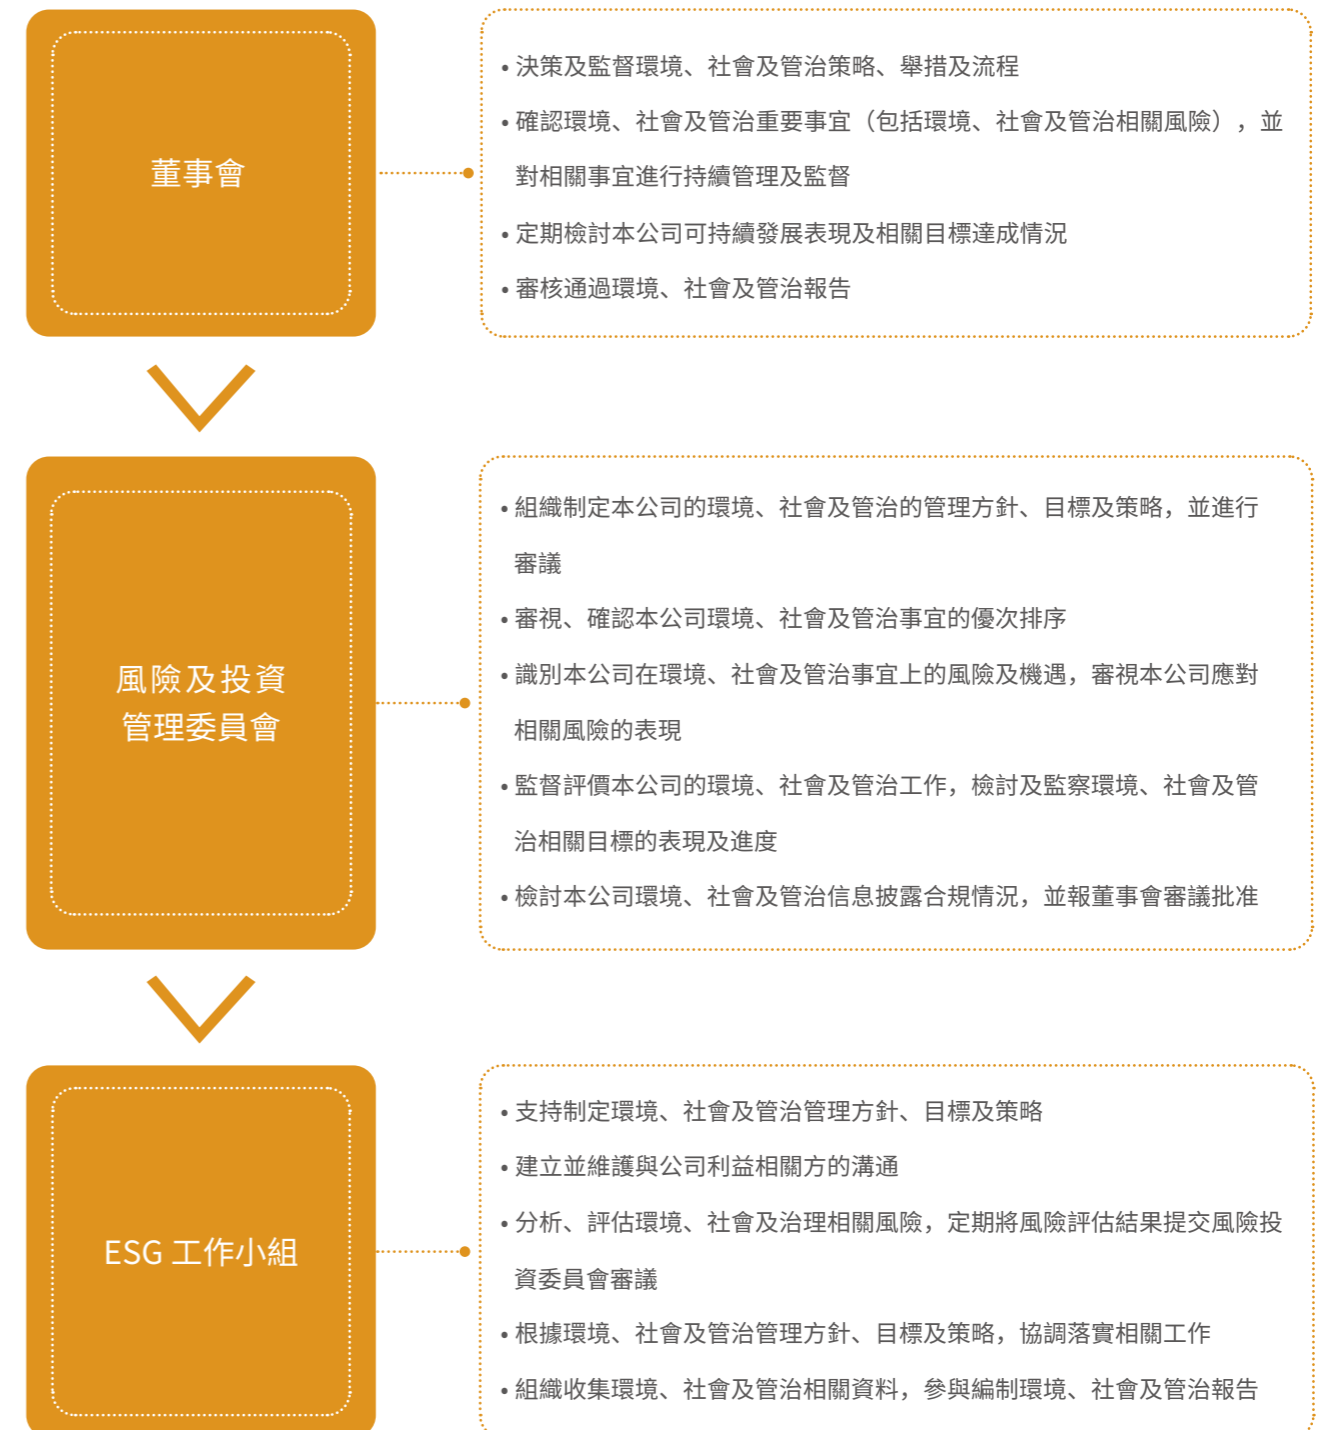 董事會
• 決策及監督環境、社會及管治策略、舉措及流程
• 確認環境、社會及管治重要事宜（包括環境、社會及管治相關風險），並
對相關事宜進行持續管理及監督
• 定期檢討本公司可持續發展表現及相關目標達成情況
• 審核通過環境、社會及管治報告
風險及投資
管理委員會
• 組織制定本公司的環境、社會及管治的管理方針、目標及策略，並進行
審議
• 審視、確認本公司環境、社會及管治事宜的優次排序
• 識別本公司在環境、社會及管治事宜上的風險及機遇，審視本公司應對
相關風險的表現
• 監督評價本公司的環境、社會及管治工作，檢討及監察環境、社會及管
治相關目標的表現及進度
• 檢討本公司環境、社會及管治信息披露合規情況，並報董事會審議批准
ESG 工作小組
• 支持制定環境、社會及管治管理方針、目標及策略
• 建立並維護與公司利益相關方的溝通
• 分析、評估環境、社會及治理相關風險，定期將風險評估結果提交風險投
資委員會審議
• 根據環境、社會及管治管理方針、目標及策略，協調落實相關工作
• 組織收集環境、社會及管治相關資料，參與編制環境、社會及管治報告